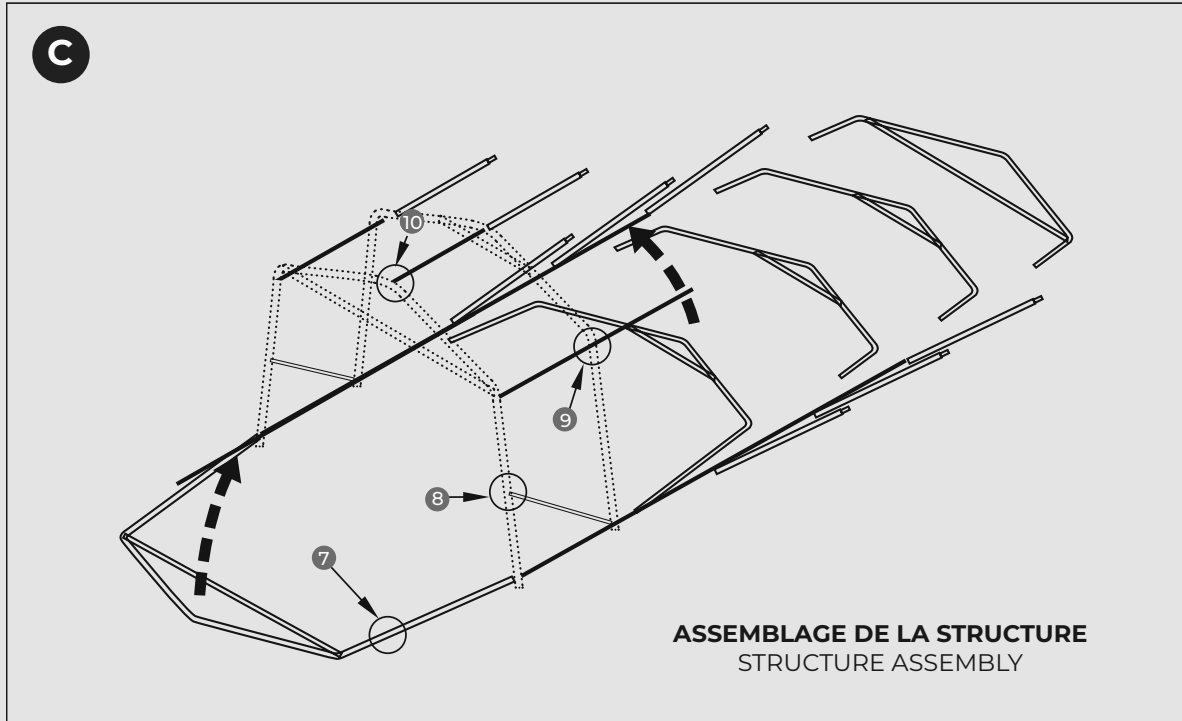 C
10
9
8
7
ASSEMBLAGE DE LA STRUCTURE
STRUCTURE ASSEMBLY